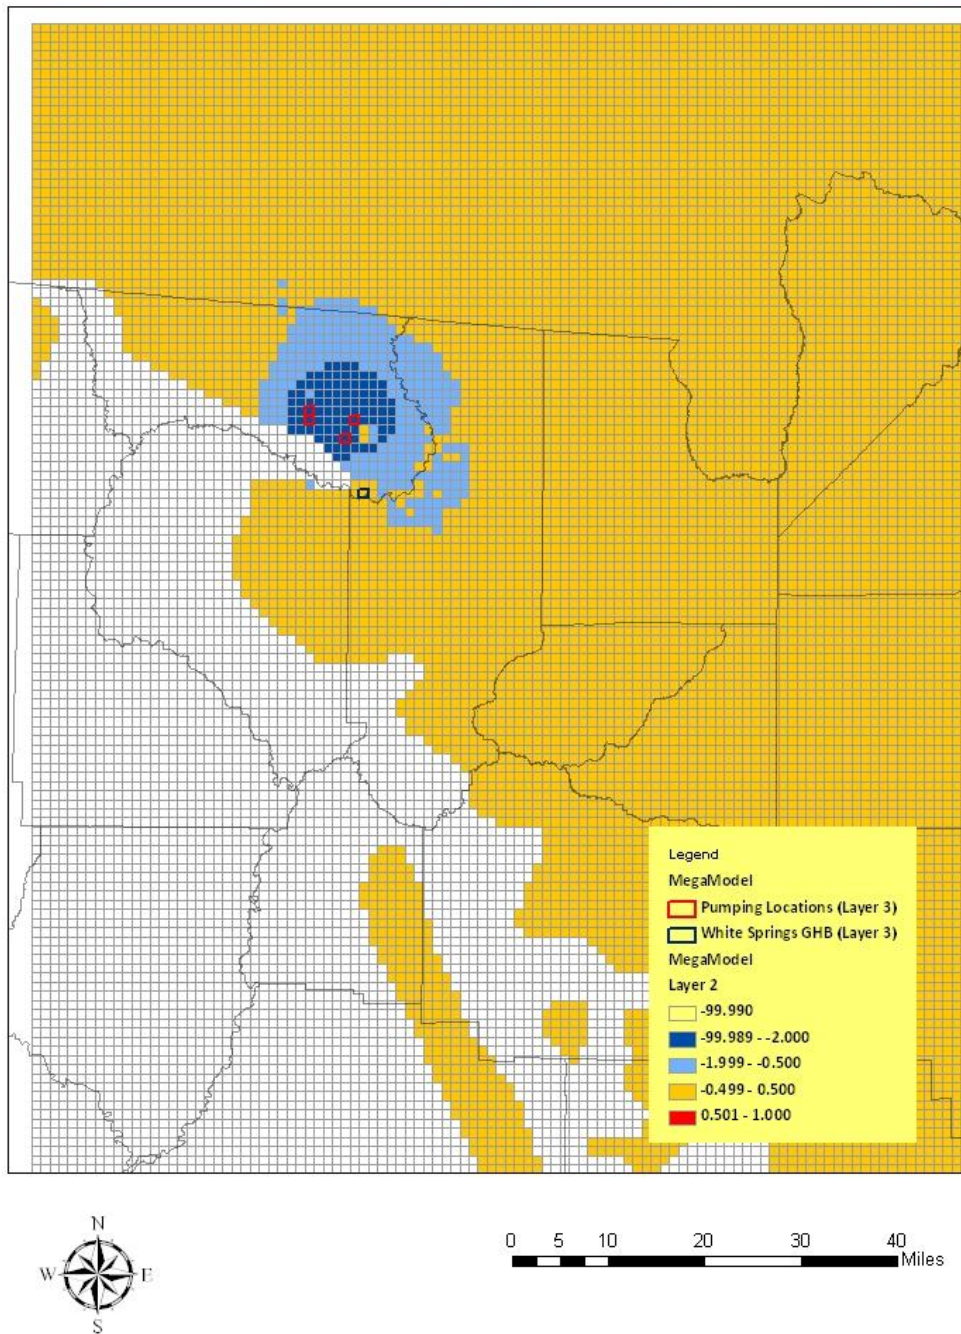 Legend
MegaModel
Pumping Locations (Layer 3)
White Springs GHB (Layer 3)
MegaModel
Layer 2
-99.990
-99.989 - -2.000
-1.999 - -0.500
-0.499 - 0.500
0.501 - 1.000
N
W E
S
0 5 10 20 30 40
Miles